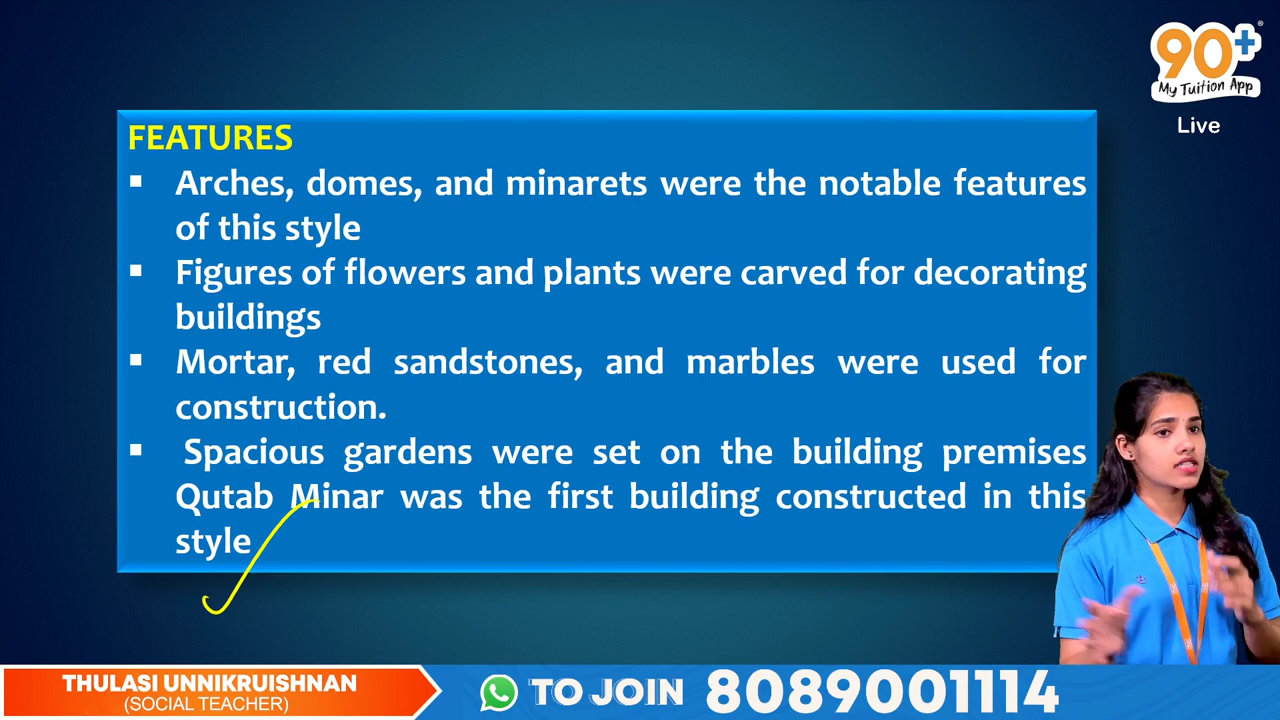 90+
My Tuition App
Live
FEATURES
▪ Arches, domes, and minarets were the notable features
of this style
▪ Figures of flowers and plants were carved for decorating
buildings
▪ Mortar, red sandstones, and marbles were used for
construction.
▪ Spacious gardens were set on the building premises
Qutab Minar was the first building constructed in this
style
THULASI UNNIKRUISHNAN
(SOCIAL TEACHER)
TO JOIN 8089001114